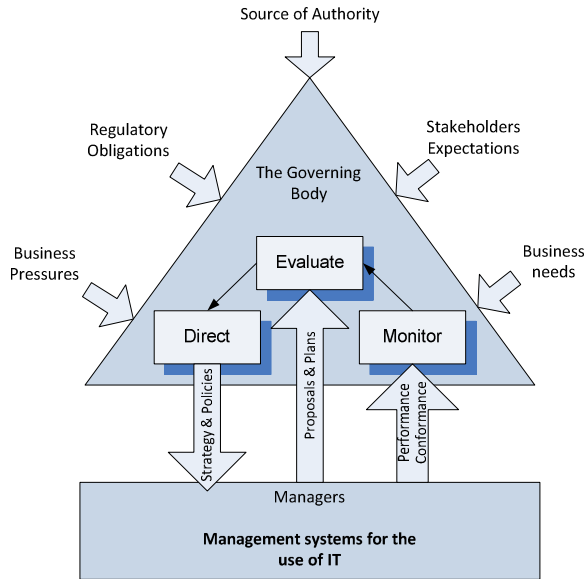 Source of Authority
Regulatory
Obligations
Stakeholders
Expectations
The Governing
Body
Business
Pressures
Business
needs
Evaluate
Direct
Monitor
Strategy & Policies
Proposals & Plans
Performance
Conformance
Managers
Management systems for the
use of IT